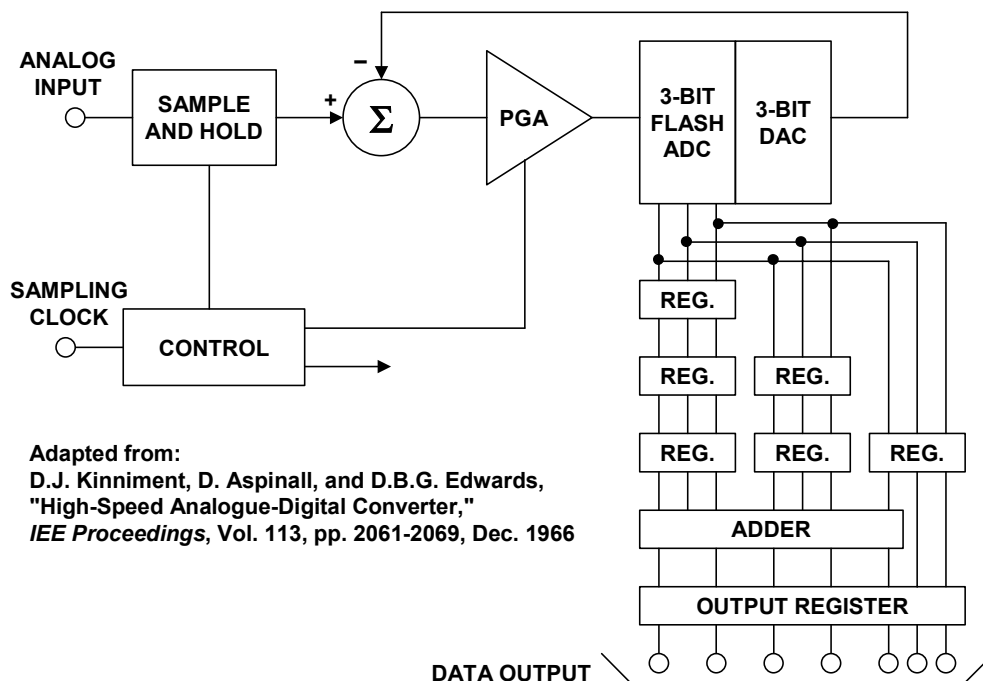 ANALOG
INPUT
SAMPLE
AND HOLD
+
−
Σ
PGA
3-BIT
FLASH
ADC
3-BIT
DAC
SAMPLING
CLOCK
CONTROL
REG.
REG.
REG.
REG.
REG.
REG.
ADDER
OUTPUT REGISTER
DATA OUTPUT
Adapted from:
D.J. Kinniment, D. Aspinall, and D.B.G. Edwards,
"High-Speed Analogue-Digital Converter,"
IEE Proceedings, Vol. 113, pp. 2061-2069, Dec. 1966